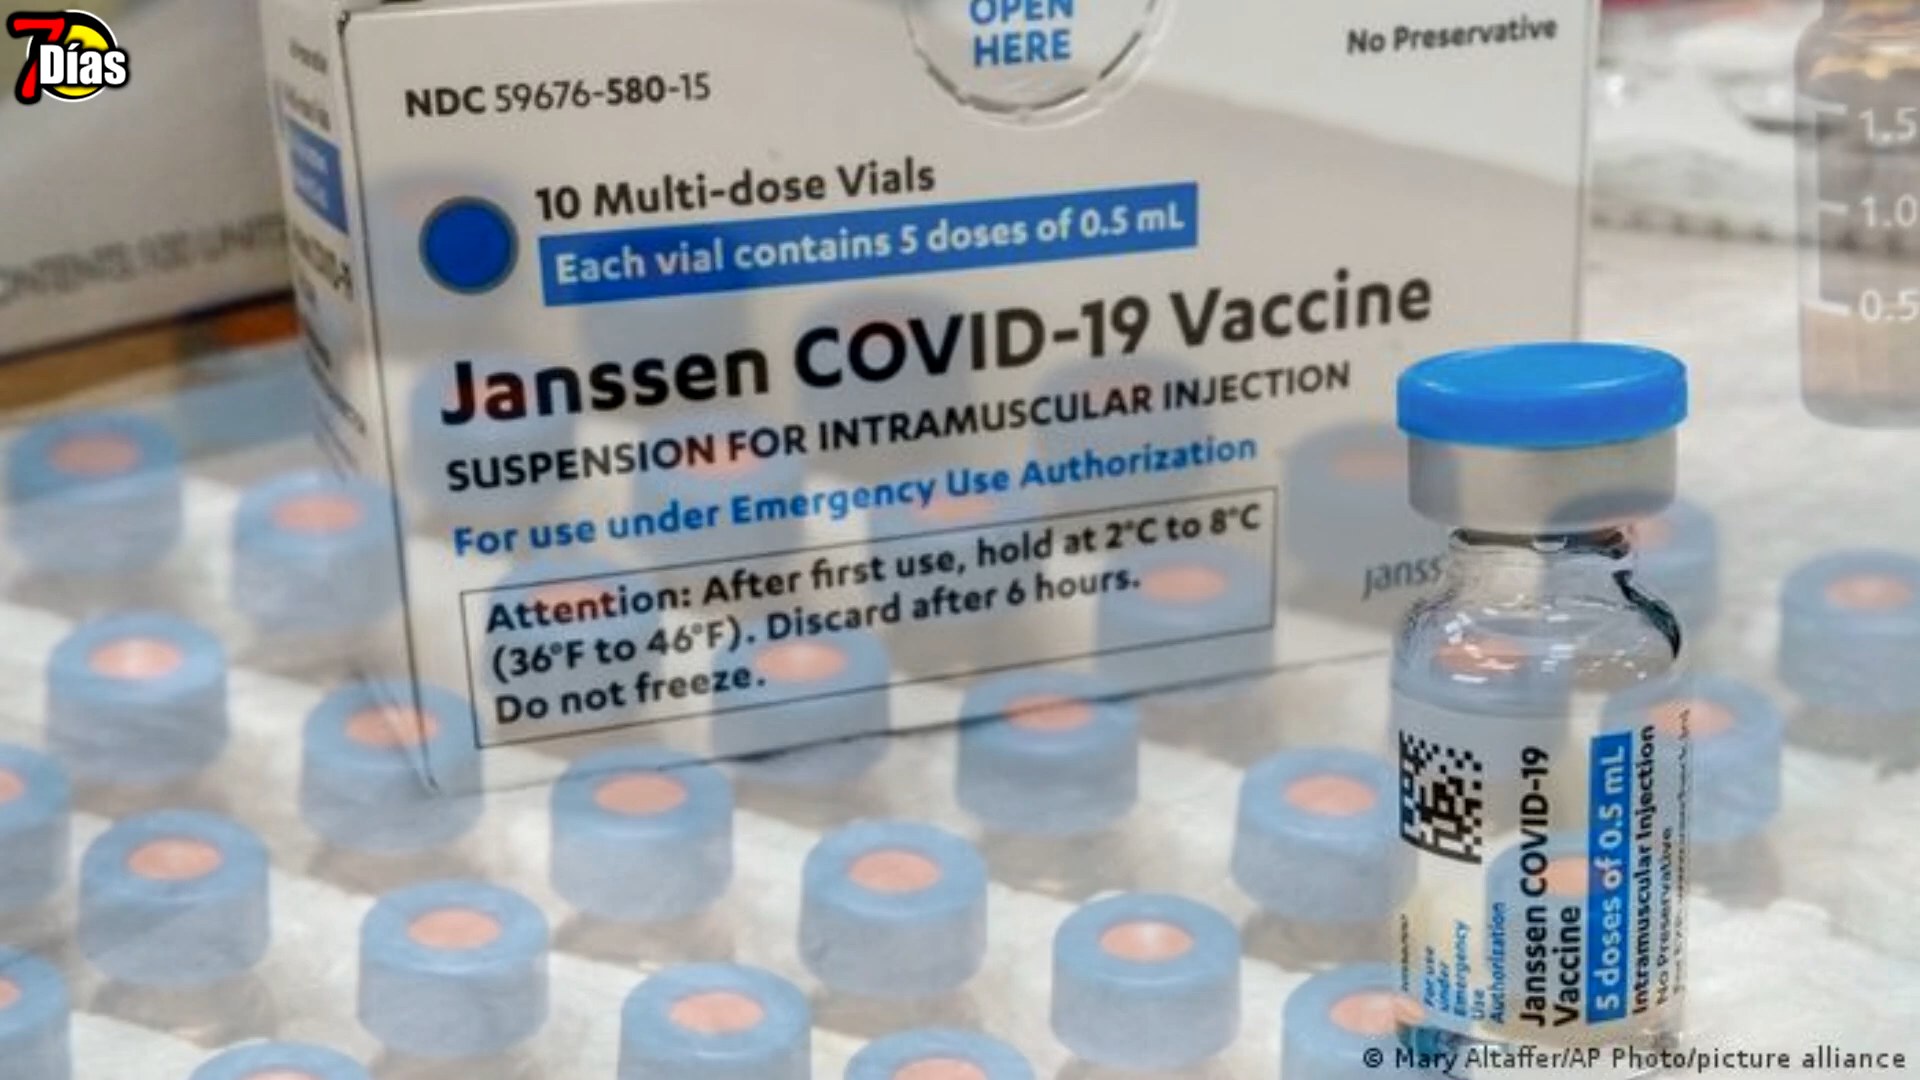 7
Días
OPEN
HERE
No Preservative
NDC 59676-580-15
10 Multi-dose Vials
Each vial contains 5 doses of 0.5 mL
Janssen COVID-19 Vaccine
SUSPENSION FOR INTRAMUSCULAR INJECTION
For use under Emergency Use Authorization
Attention: After first use, hold at 2°C to 8°C
(36°F to 46°F). Discard after 6 hours.
Do not freeze.
janss
1.5
1.0
0.5
For use
under
Emergency
Use
Authorization
Janssen COVID-19
Vaccine
5 doses of 0.5 mL
Intramuscular Injection
No Preservative
© Mary Altaffer/AP Photo/picture alliance